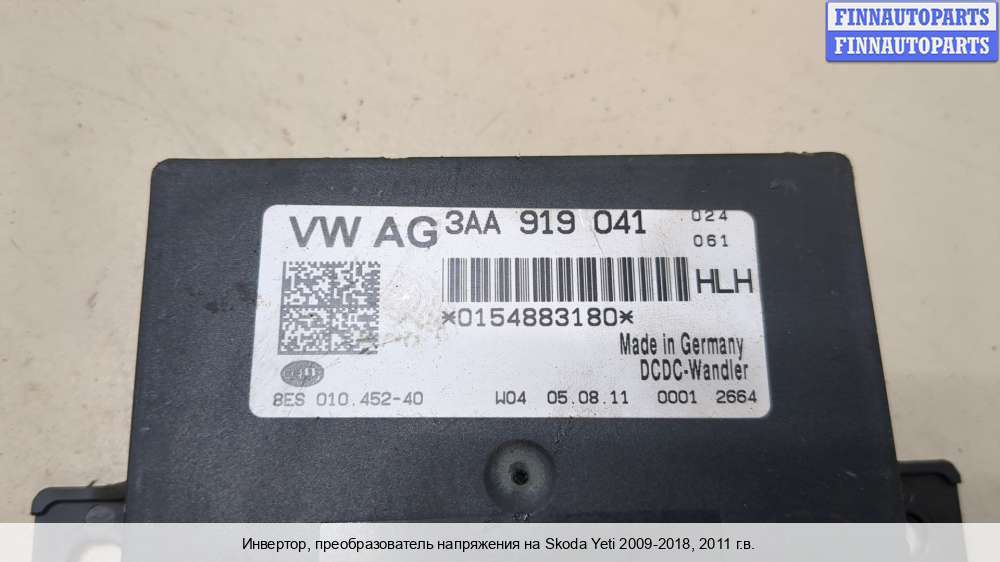 FINNAUTOPARTS
FINNAUTOPARTS
VW AG 3AA 919 041 024
061
HLH
*0154883180*
Made in Germany
DCDC-Wandler
HELLA
8ES 010.452-40 W04 05.08.11 0001 2664
Инвертор, преобразователь напряжения на Skoda Yeti 2009-2018, 2011 г.в.